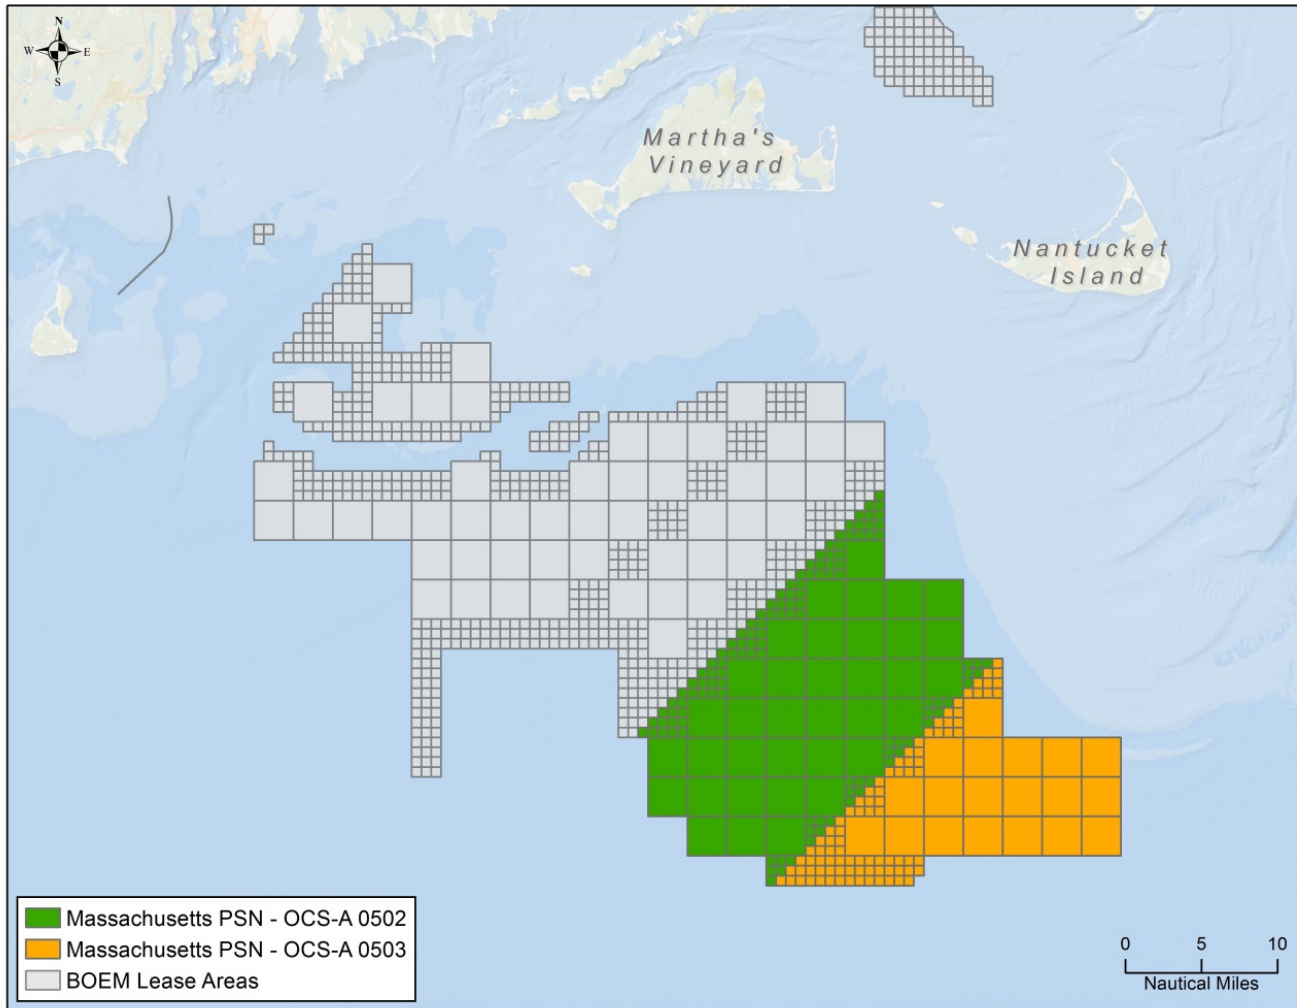 N
W E
S
Martha's
Vineyard
Nantucket
Island
Massachusetts PSN - OCS-A 0502
Massachusetts PSN - OCS-A 0503
BOEM Lease Areas
0 5 10
Nautical Miles